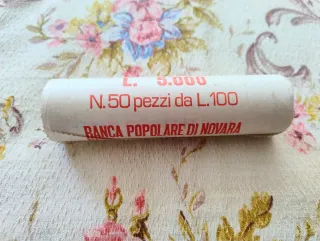 L. 5.000
N.50 pezzi da L.100
BANCA POPOLARE DI NOVARA